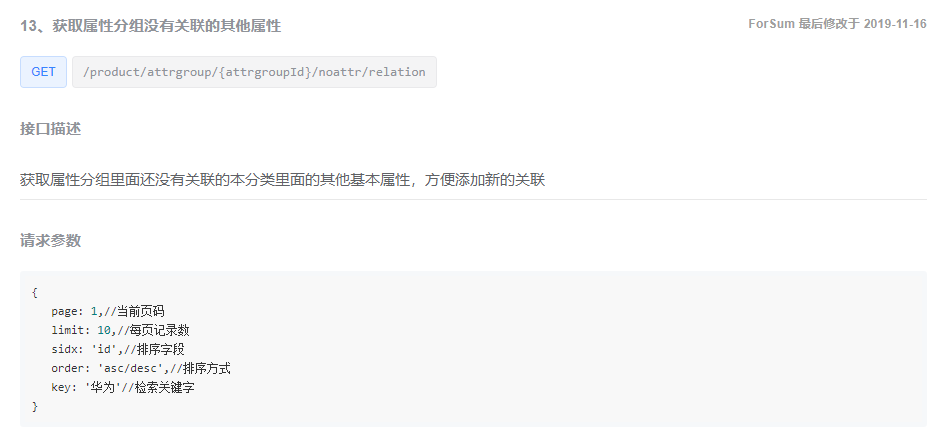 13、获取属性分组没有关联的其他属性
ForSum 最后修改于 2019-11-16
GET /product/attrgroup/{attrgroupId}/noattr/relation
接口描述
获取属性分组里面还没有关联的本分类里面的其他基本属性，方便添加新的关联
请求参数
{
page: 1,//当前页码
limit: 10,//每页记录数
sidx: 'id',//排序字段
order: 'asc/desc',//排序方式
key: '华为'//检索关键字
}